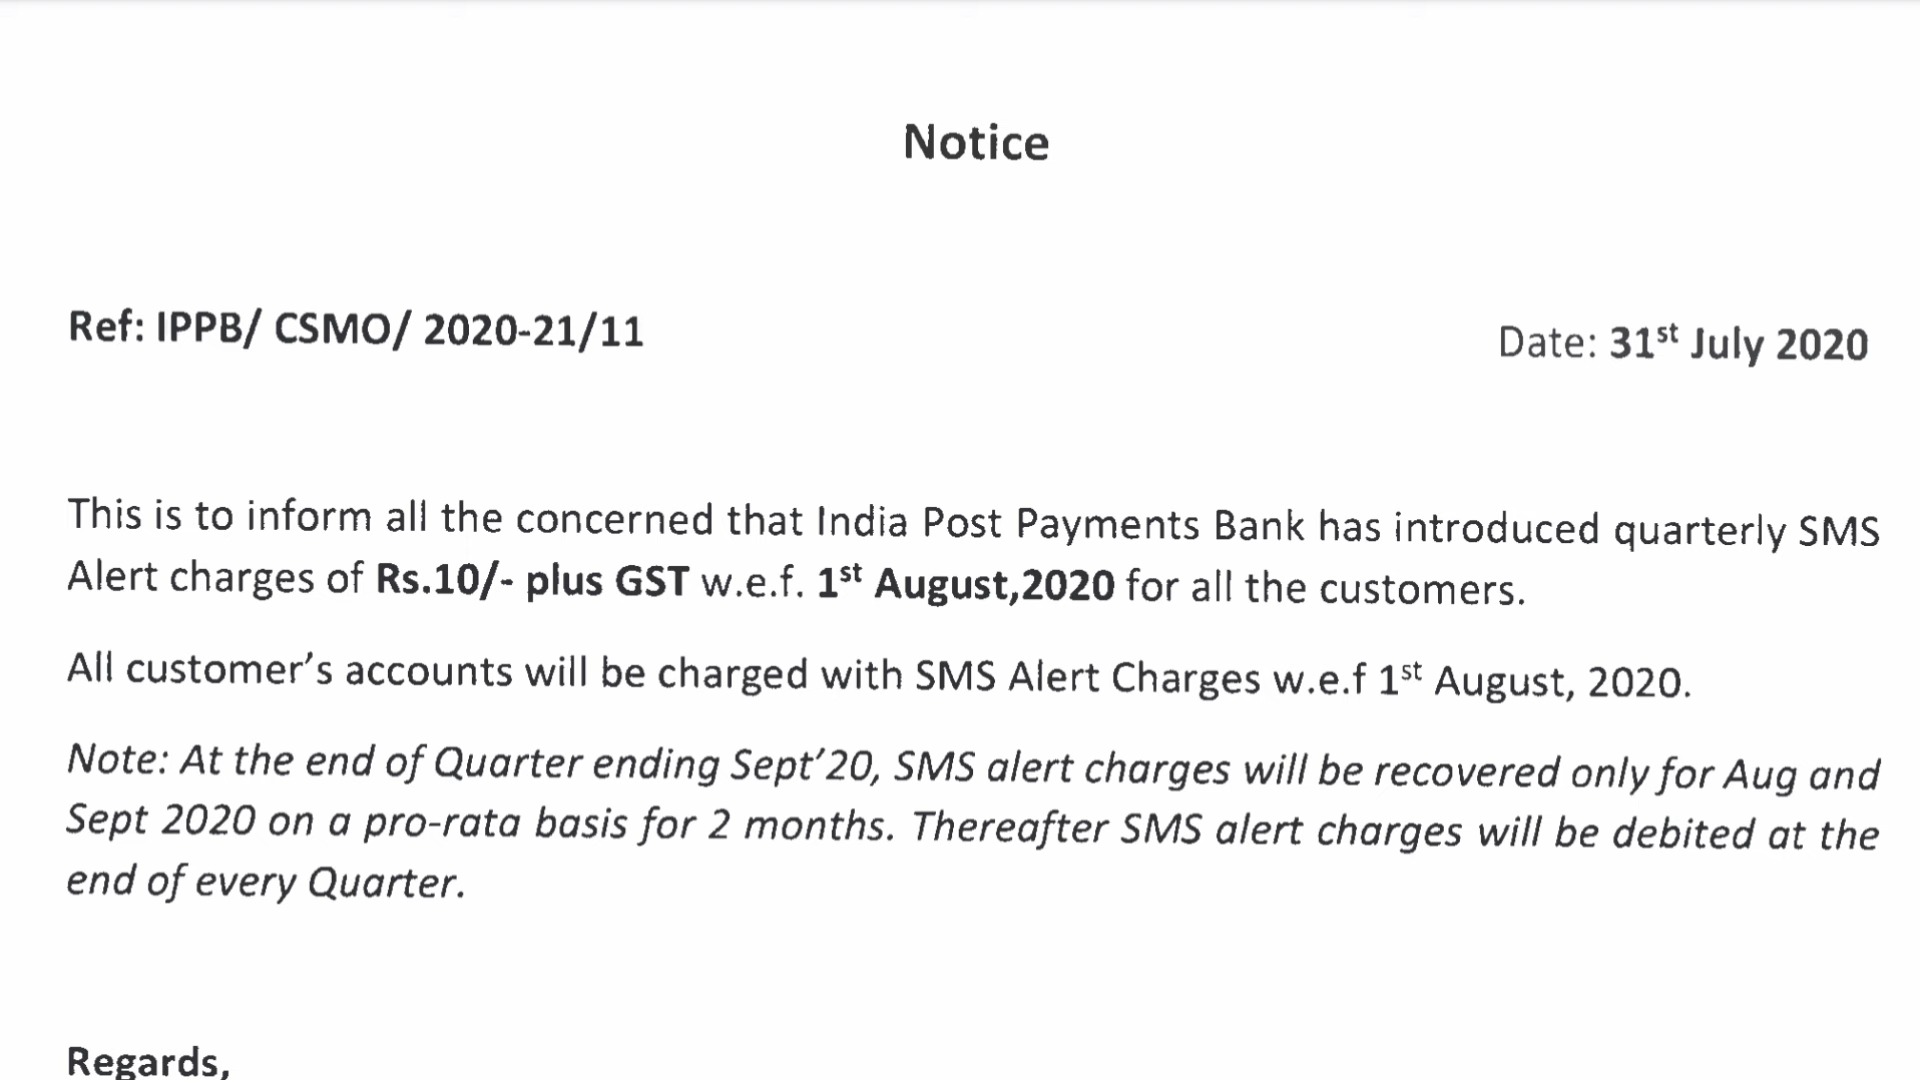 Notice
Ref: IPPB/ CSMO/ 2020-21/11
Date: 31st July 2020
This is to inform all the concerned that India Post Payments Bank has introduced quarterly SMS
Alert charges of Rs.10/- plus GST w.e.f. 1st August,2020 for all the customers.
All customer's accounts will be charged with SMS Alert Charges w.e.f 1st August, 2020.
Note: At the end of Quarter ending Sept'20, SMS alert charges will be recovered only for Aug and
Sept 2020 on a pro-rata basis for 2 months. Thereafter SMS alert charges will be debited at the
end of every Quarter.
Regards,